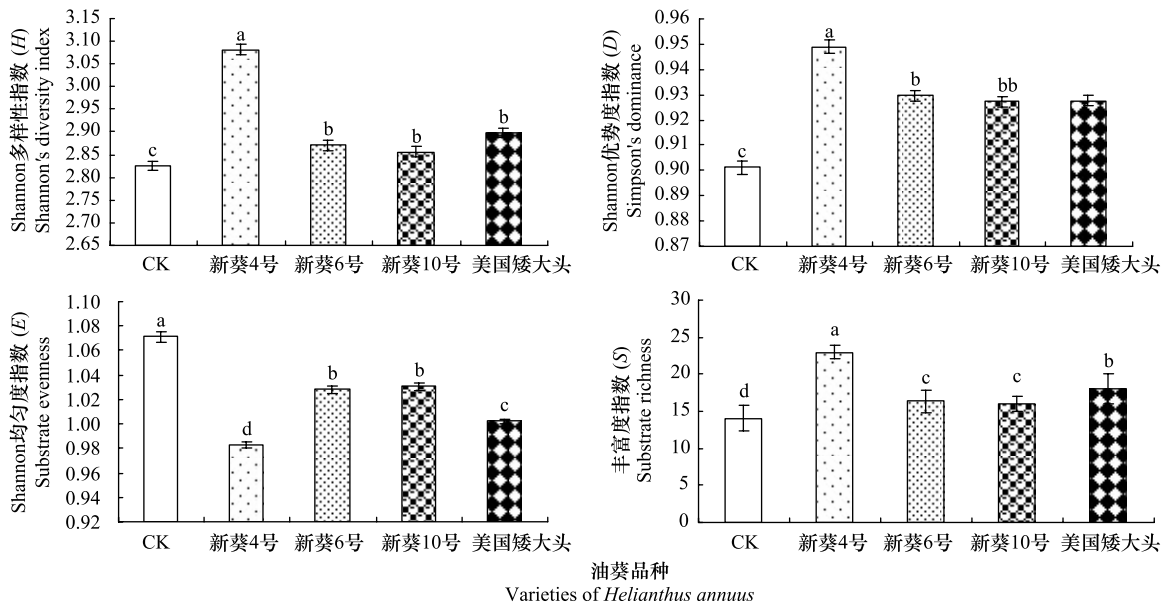 Shannon多样性指数 (H)
Shannon's diversity index
3.15
3.10
3.00
2.95
2.90
2.85
2.80
2.70
2.65
c
a
b
b
b
CK
新葵4号
新葵6号
新葵10号
美国矮大头
Shannon优势度指数 (D)
Simpson's dominance
0.96
0.95
0.93
0.92
0.90
0.88
0.87
c
a
b
bb
CK
新葵4号
新葵6号
新葵10号
美国矮大头
Shannon均匀度指数 (E)
Substrate evenness
1.10
1.08
1.06
1.04
1.02
1.00
0.98
0.96
0.94
0.92
a
d
b
b
c
CK
新葵4号
新葵6号
新葵10号
美国矮大头
丰富度指数 (S)
Substrate richness
30
25
20
15
10
5
0
d
a
c
c
b
CK
新葵4号
新葵6号
新葵10号
美国矮大头
油葵品种
Varieties of Helianthus annuus